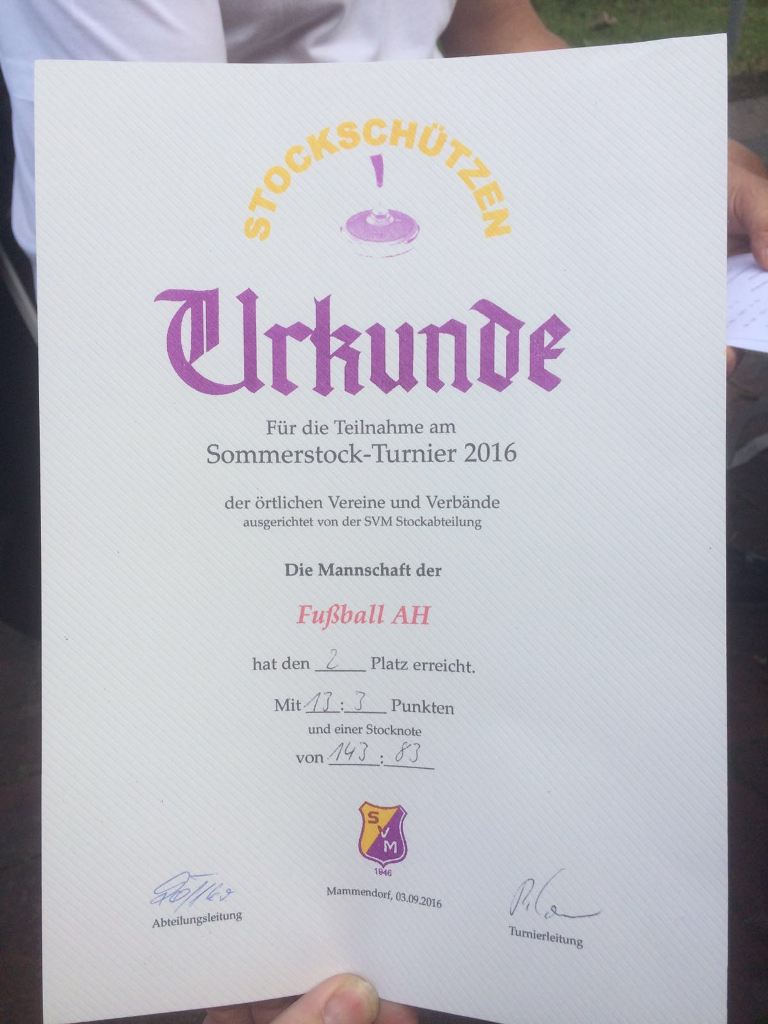 STOCKSCHÜTZEN
Urkunde
Für die Teilnahme am
Sommerstock-Turnier 2016
der örtlichen Vereine und Verbände
ausgerichtet von der SVM Stockabteilung
Die Mannschaft der
Fußball AH
hat den 2 Platz erreicht.
Mit 13 : 3 Punkten
und einer Stocknote
von 143 : 83
SVM
1946
Mammendorf, 03.09.2016
Abteilungsleitung
Turnierleitung